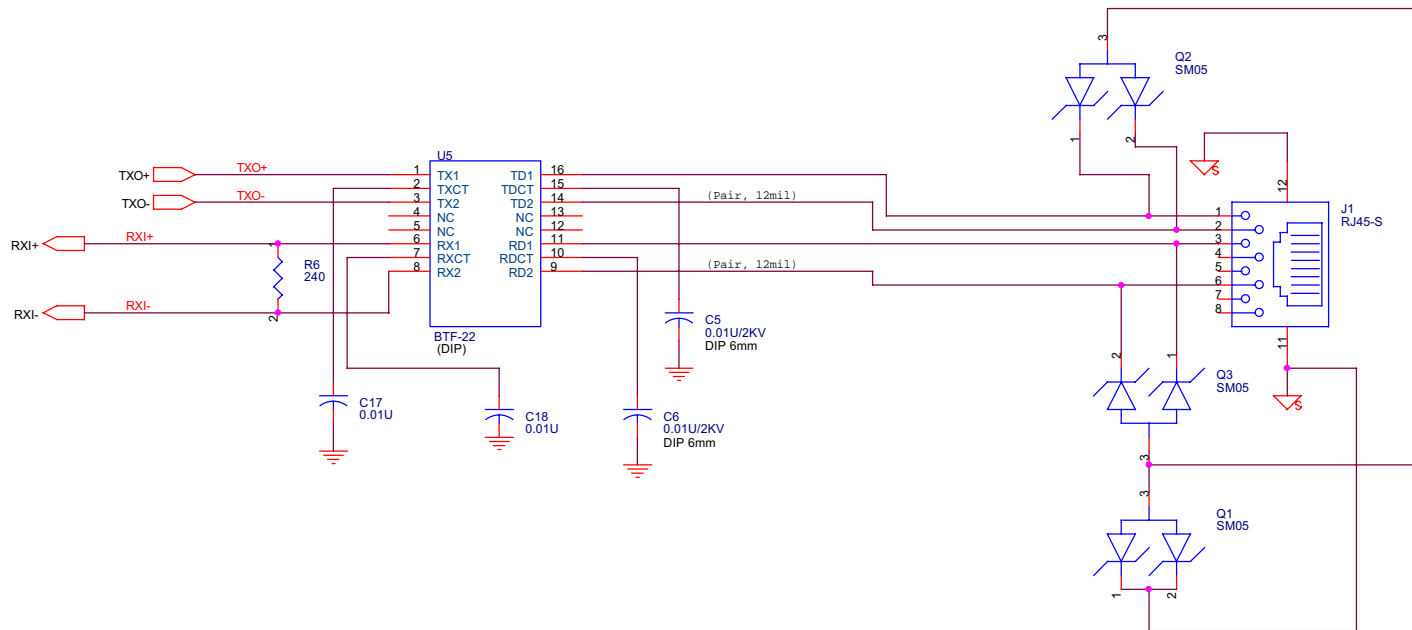 3
Q2
SM05
1
2
U5
TXO+
TXO+
1
TX1
TD1
16
2
TXCT
TDCT
15
TXO-
TXO-
3
TX2
TD2
14
(Pair, 12mil)
4
NC
NC
13
5
NC
NC
12
RXI+
RXI+
6
RX1
RD1
11
7
RXCT
RDCT
10
8
RX2
RD2
9
(Pair, 12mil)
1
R6
240
2
RXI-
RXI-
BTF-22
(DIP)
S
12
J1
RJ45-S
1
2
3
4
5
6
7
8
11
S
C5
0.01U/2KV
DIP 6mm
C17
0.01U
C18
0.01U
C6
0.01U/2KV
DIP 6mm
2
1
Q3
SM05
3
3
Q1
SM05
1
2